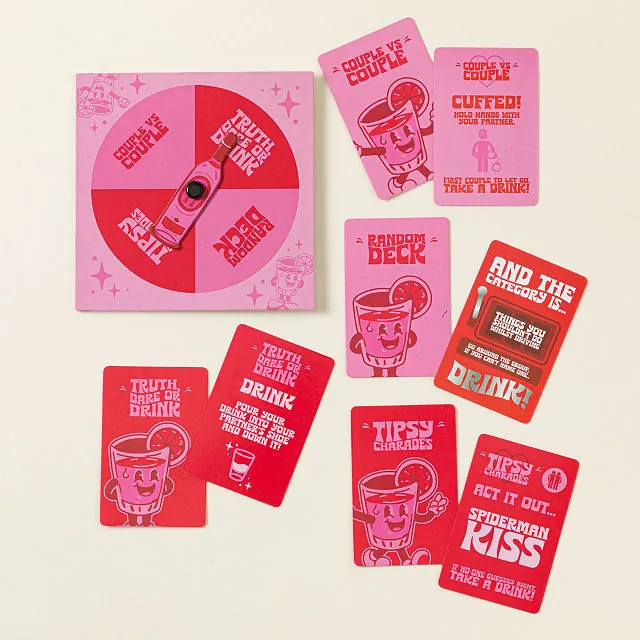 COUPLE VS
COUPLE
TRUTH,
DARE OR
DRINK
TIPSY
RANDOM
DECK
COUPLE VS
COUPLE
COUPLE VS
COUPLE
CUFFED!
HOLD HANDS WITH
YOUR PARTNER.
FIRST COUPLE TO LET GO,
TAKE A DRINK!
RANDOM
DECK
AND THE
CATEGORY IS...
THINGS YOU
SHOULDN'T DO
WHILST DRIVING
GO AROUND THE GROUP
IF YOU CAN'T NAME ONE...
DRINK!
TRUTH,
DARE OR
DRINK
TRUTH,
DARE OR
DRINK
DRINK
POUR YOUR
DRINK INTO YOUR
PARTNER'S SHOE
AND DOWN IT!
TIPSY
CHARADES
TIPSY
CHARADES
ACT IT OUT...
SPIDERMAN
KISS
IF NO-ONE GUESSES RIGHT,
TAKE A DRINK!